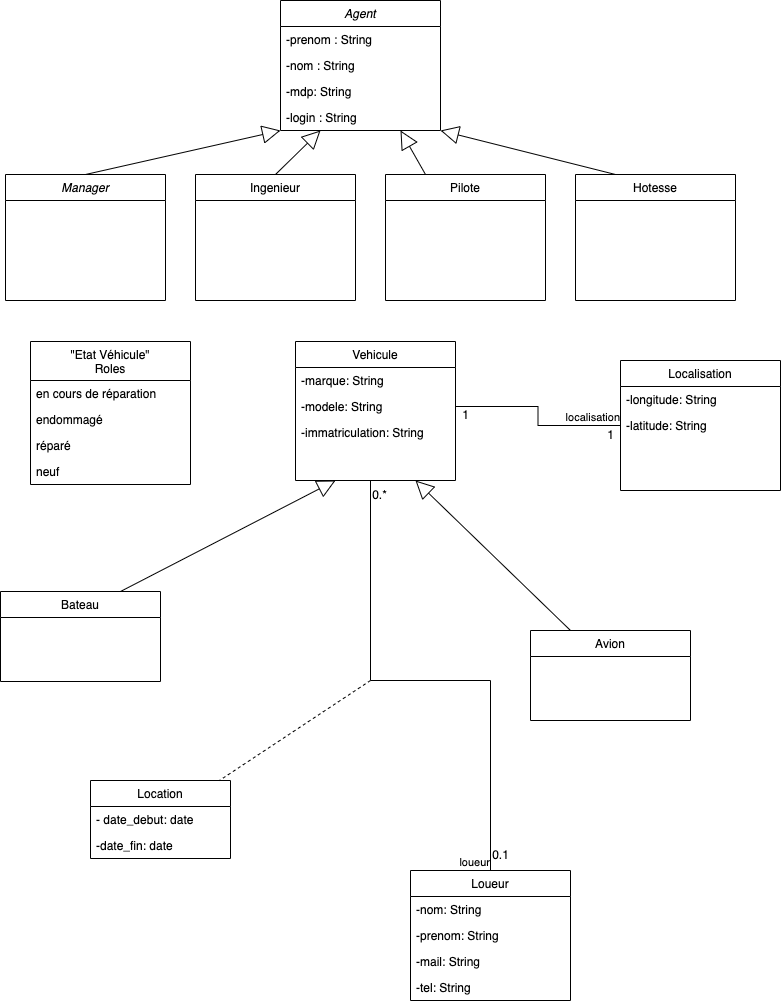 Agent
-prenom : String
-nom : String
-mdp: String
-login : String
Manager
Ingenieur
Pilote
Hotesse
"Etat Véhicule"
Roles
en cours de réparation
endommagé
réparé
neuf
Vehicule
-marque: String
-modele: String
-immatriculation: String
1
localisation
1
Localisation
-longitude: String
-latitude: String
0.*
Bateau
Avion
Location
- date_debut: date
-date_fin: date
0.1
loueur
Loueur
-nom: String
-prenom: String
-mail: String
-tel: String